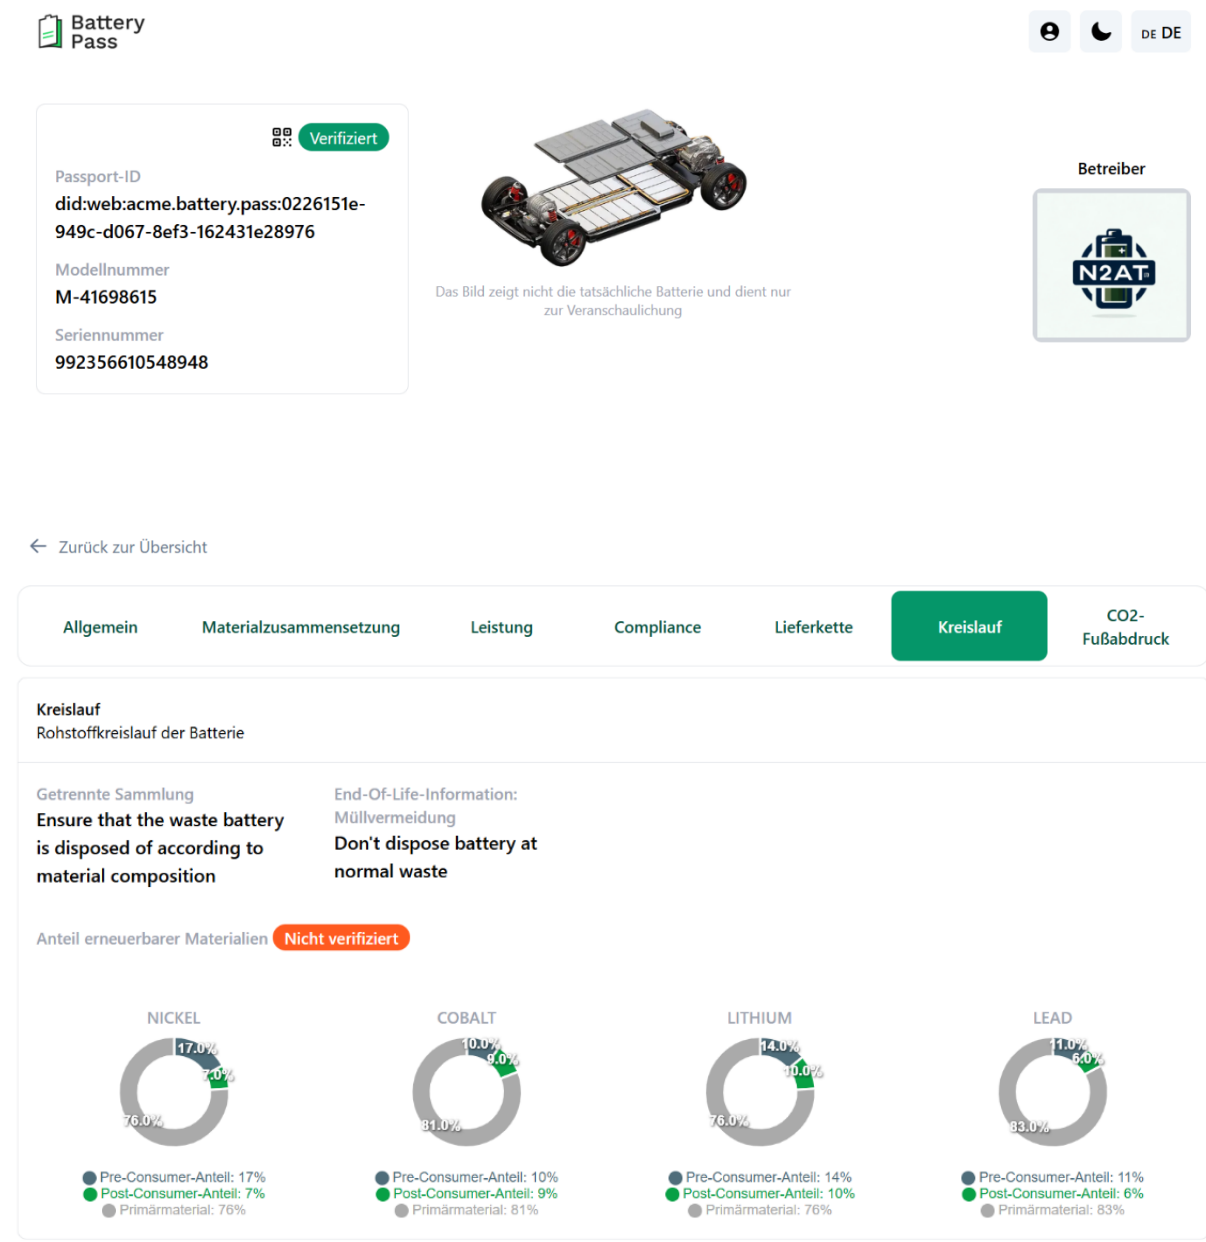 Battery
Pass
DE DE
Verifiziert
Passport-ID
did:web:acme.battery.pass:0226151e-
949c-d067-8ef3-162431e28976
Modellnummer
M-41698615
Seriennummer
992356610548948
Das Bild zeigt nicht die tatsächliche Batterie und dient nur
zur Veranschaulichung
Betreiber
N2AT
Zurück zur Übersicht
Allgemein
Materialzusammensetzung
Leistung
Compliance
Lieferkette
Kreislauf
CO2-
Fußabdruck
Kreislauf
Rohstoffkreislauf der Batterie
Getrennte Sammlung
Ensure that the waste battery
is disposed of according to
material composition
End-Of-Life-Information:
Müllvermeidung
Don't dispose battery at
normal waste
Anteil erneuerbarer Materialien Nicht verifiziert
NICKEL
17.0%
7.0%
76.0%
Pre-Consumer-Anteil: 17%
Post-Consumer-Anteil: 7%
Primärmaterial: 76%
COBALT
10.0%
9.0%
81.0%
Pre-Consumer-Anteil: 10%
Post-Consumer-Anteil: 9%
Primärmaterial: 81%
LITHIUM
14.0%
10.0%
76.0%
Pre-Consumer-Anteil: 14%
Post-Consumer-Anteil: 10%
Primärmaterial: 76%
LEAD
11.0%
6.0%
83.0%
Pre-Consumer-Anteil: 11%
Post-Consumer-Anteil: 6%
Primärmaterial: 83%